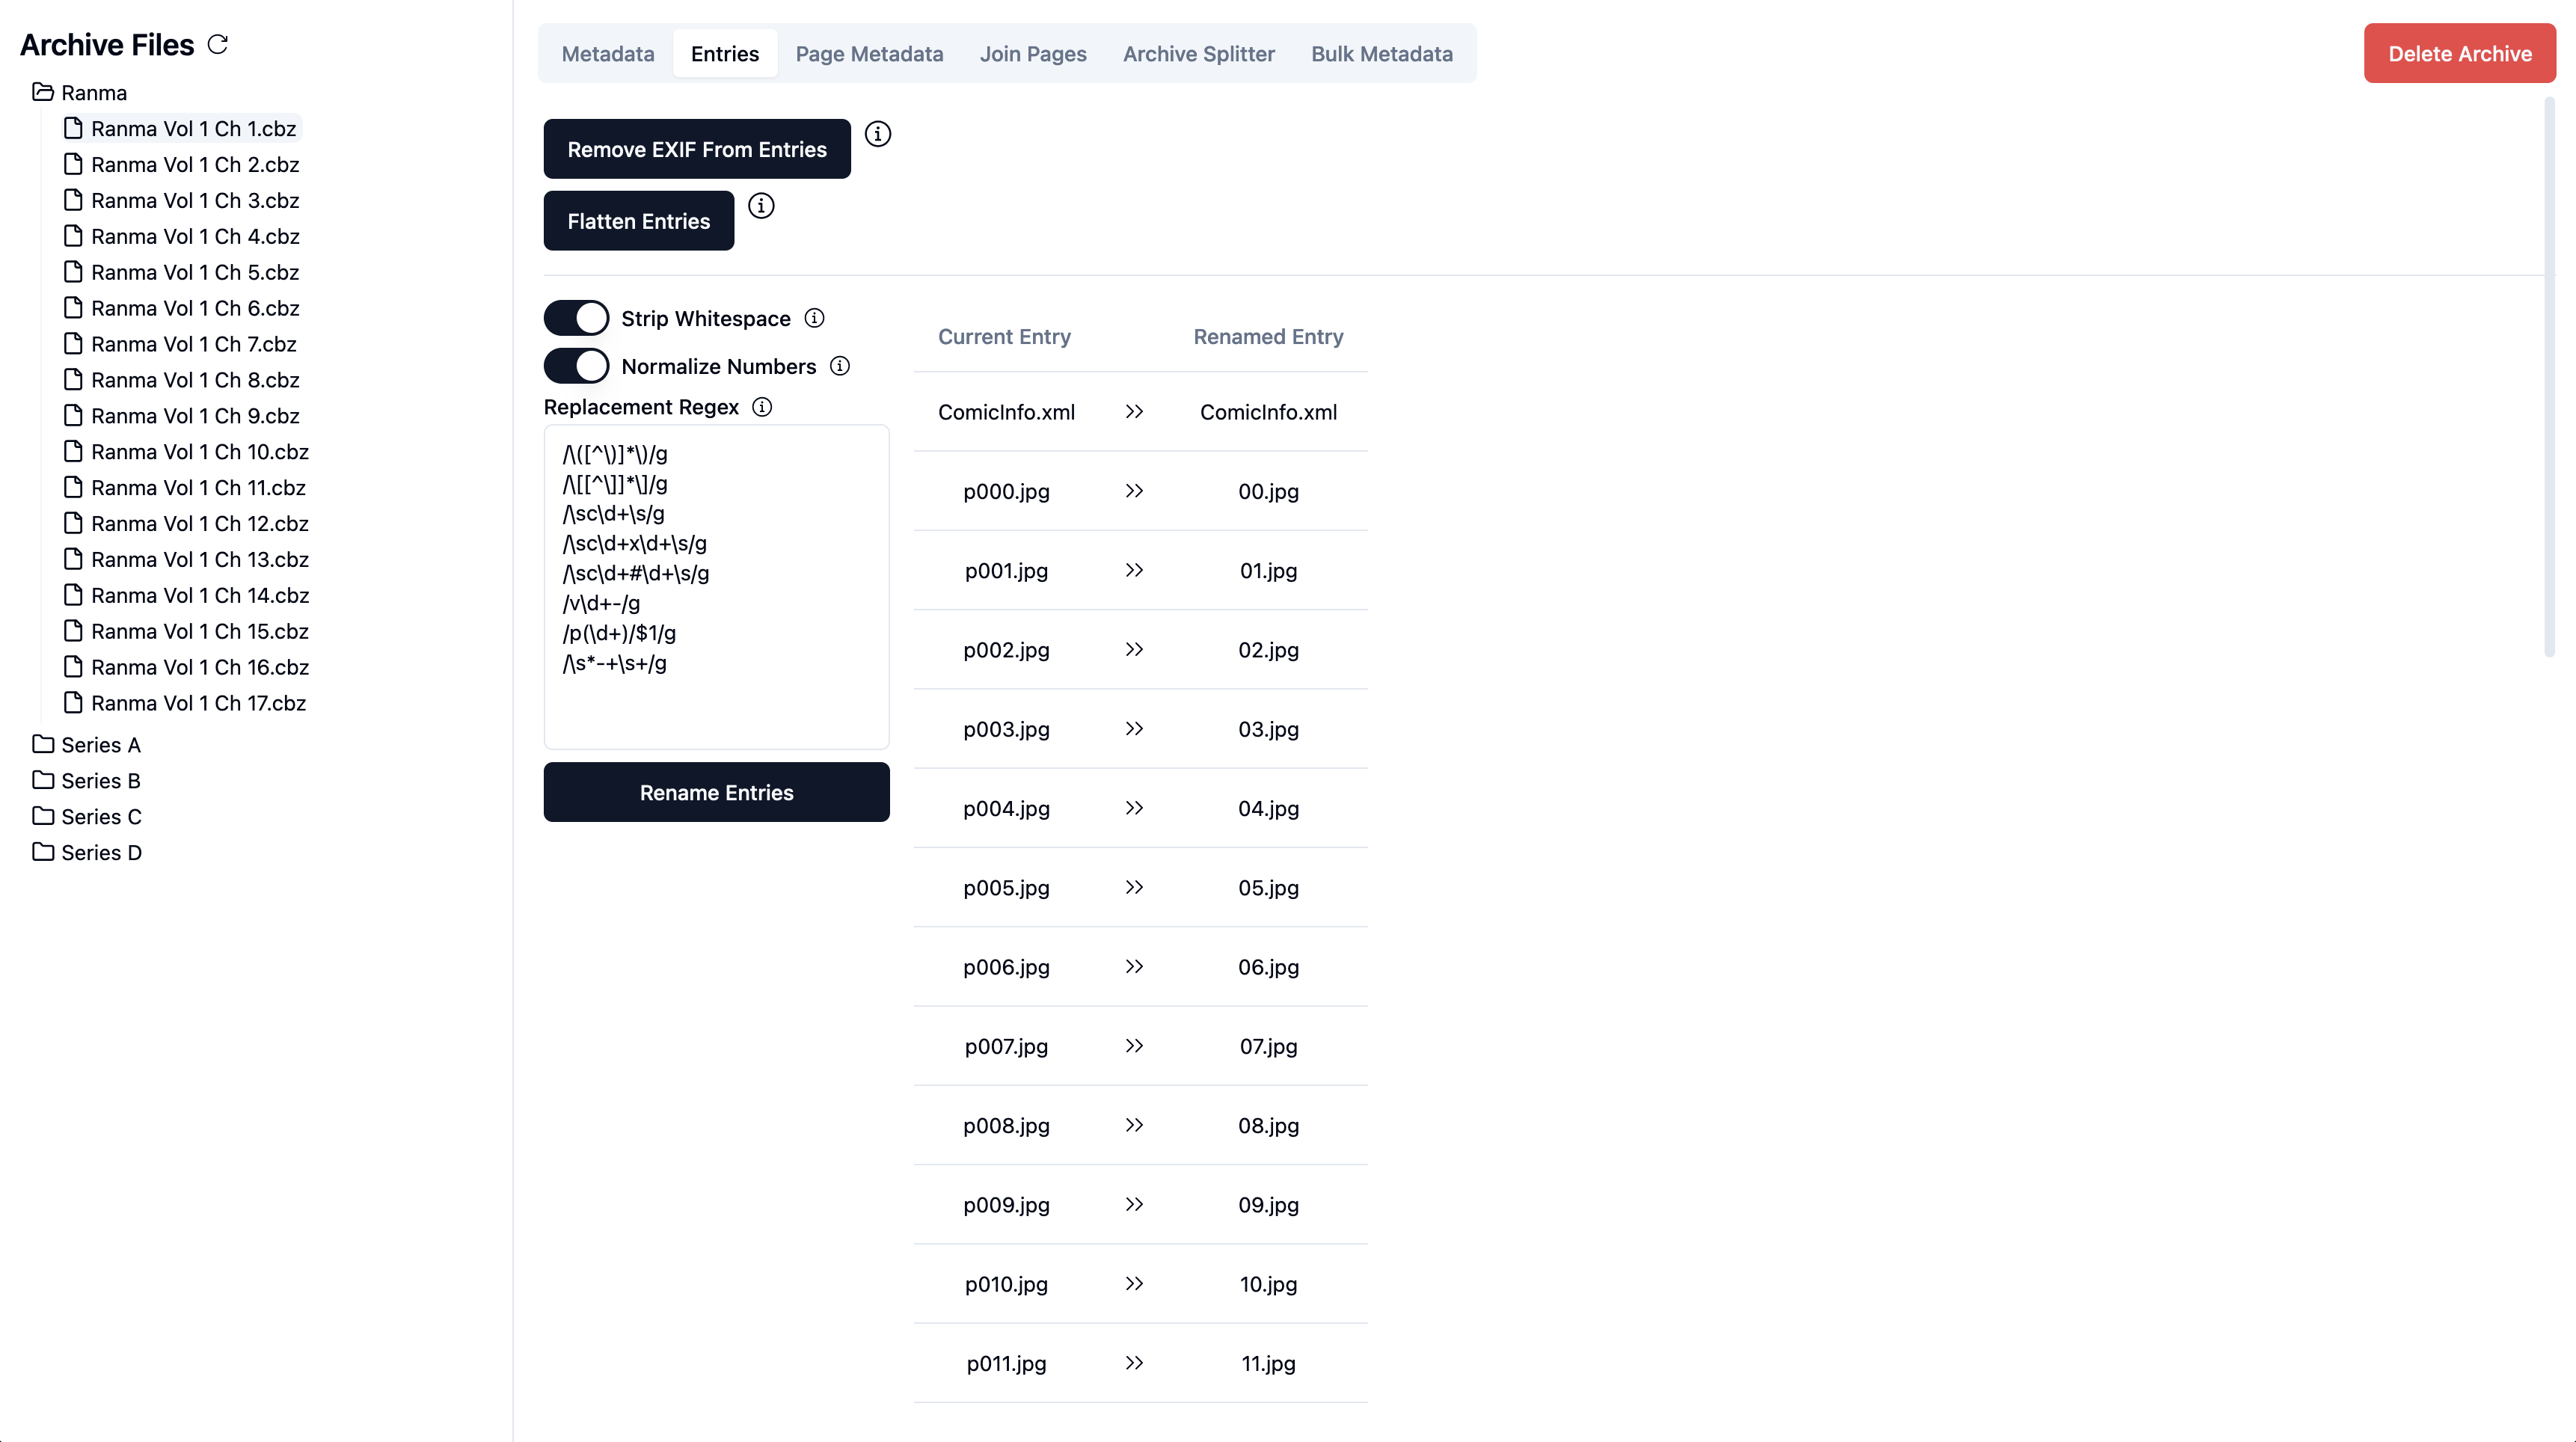 Archive Files
Ranma
Ranma Vol 1 Ch 1.cbz
Ranma Vol 1 Ch 2.cbz
Ranma Vol 1 Ch 3.cbz
Ranma Vol 1 Ch 4.cbz
Ranma Vol 1 Ch 5.cbz
Ranma Vol 1 Ch 6.cbz
Ranma Vol 1 Ch 7.cbz
Ranma Vol 1 Ch 8.cbz
Ranma Vol 1 Ch 9.cbz
Ranma Vol 1 Ch 10.cbz
Ranma Vol 1 Ch 11.cbz
Ranma Vol 1 Ch 12.cbz
Ranma Vol 1 Ch 13.cbz
Ranma Vol 1 Ch 14.cbz
Ranma Vol 1 Ch 15.cbz
Ranma Vol 1 Ch 16.cbz
Ranma Vol 1 Ch 17.cbz
Series A
Series B
Series C
Series D
Metadata Entries Page Metadata Join Pages Archive Splitter Bulk Metadata
Delete Archive
Remove EXIF From Entries
Flatten Entries
Strip Whitespace
Normalize Numbers
Replacement Regex
/\([^\)]*\)/g
/\[[^\]]*\]/g
/\sc\d+\s/g
/\sc\d+x\d+\s/g
/\sc\d+#\d+\s/g
/v\d+-/g
/p(\d+)/$1/g
/\s*-+\s+/g
Rename Entries
Current Entry Renamed Entry
ComicInfo.xml ComicInfo.xml
p000.jpg 00.jpg
p001.jpg 01.jpg
p002.jpg 02.jpg
p003.jpg 03.jpg
p004.jpg 04.jpg
p005.jpg 05.jpg
p006.jpg 06.jpg
p007.jpg 07.jpg
p008.jpg 08.jpg
p009.jpg 09.jpg
p010.jpg 10.jpg
p011.jpg 11.jpg